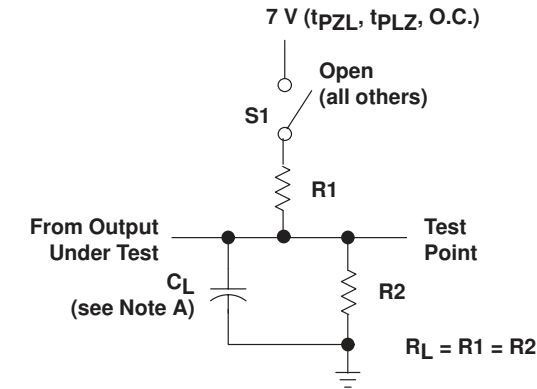 7 V (tPZL, tPLZ, O.C.)
Open
(all others)
S1
R1
From Output
Under Test
Test
Point
CL
(see Note A)
R2
RL = R1 = R2